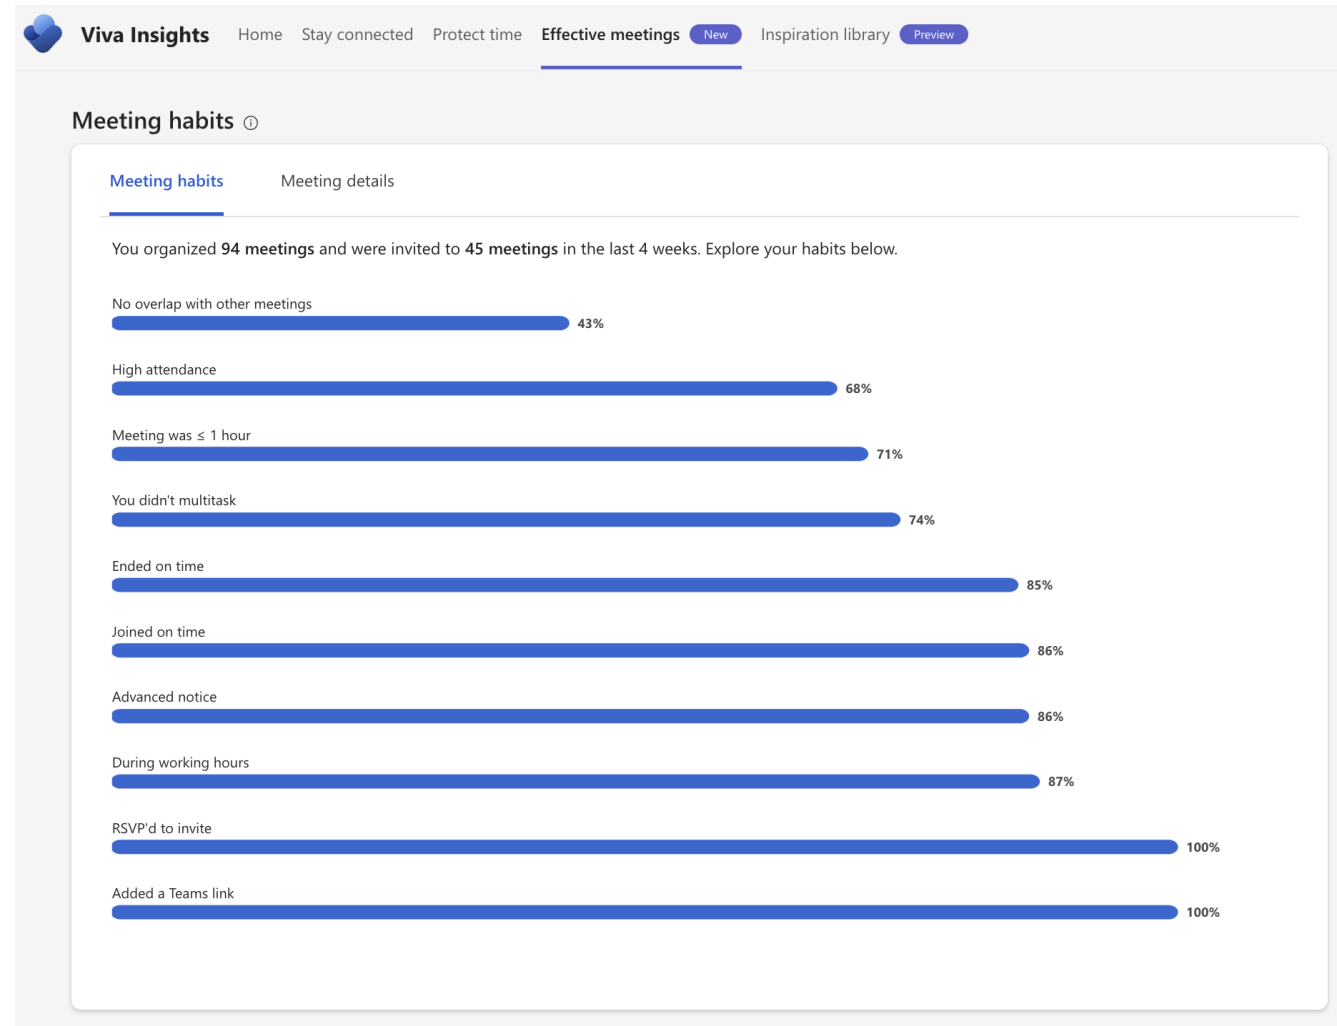 Viva Insights Home Stay connected Protect time Effective meetings New Inspiration library Preview
Meeting habits
Meeting habits Meeting details
You organized 94 meetings and were invited to 45 meetings in the last 4 weeks. Explore your habits below.
No overlap with other meetings
43%
High attendance
68%
Meeting was ≤ 1 hour
71%
You didn't multitask
74%
Ended on time
85%
Joined on time
86%
Advanced notice
86%
During working hours
87%
RSVP'd to invite
100%
Added a Teams link
100%